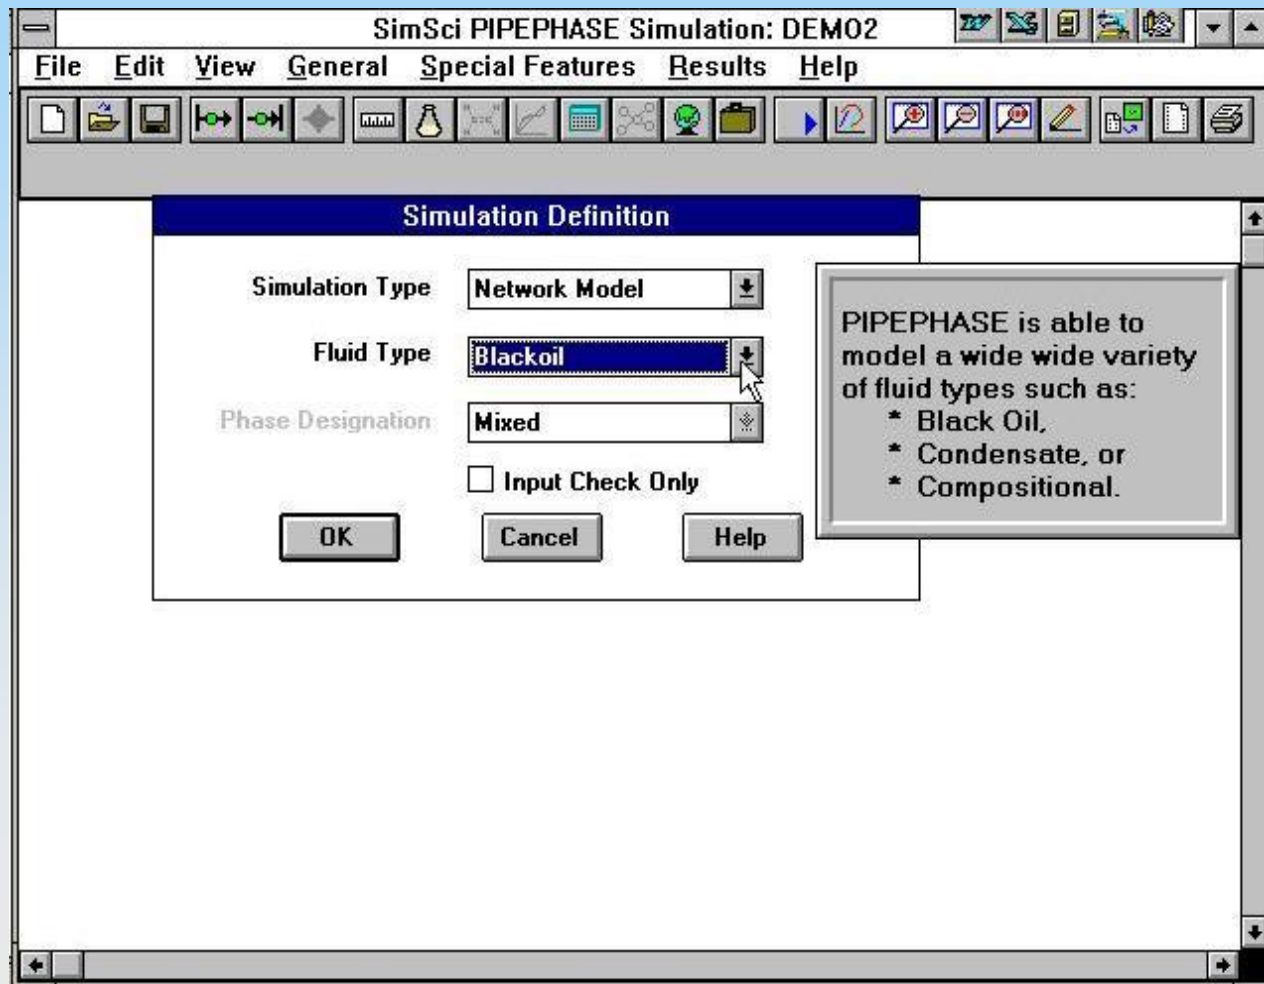 SimSci PIPEPHASE Simulation: DEMO2
File Edit View General Special Features Results Help
Simulation Definition
Simulation Type Network Model
Fluid Type Blackoil
Phase Designation Mixed
Input Check Only
OK Cancel Help
PIPEPHASE is able to
model a wide wide variety
of fluid types such as:
* Black Oil,
* Condensate, or
* Compositional.